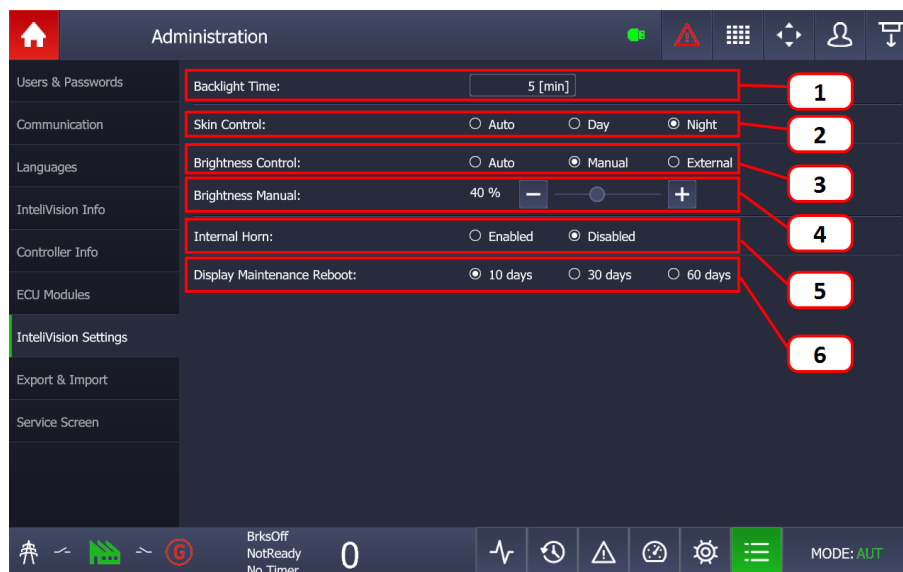 Administration
Users & Passwords
Communication
Languages
InteliVision Info
Controller Info
ECU Modules
InteliVision Settings
Export & Import
Service Screen
Backlight Time: 5 [min] 1
Skin Control: Auto Day Night 2
Brightness Control: Auto Manual External 3
Brightness Manual: 40 % − + 4
Internal Horn: Enabled Disabled 5
Display Maintenance Reboot: 10 days 30 days 60 days 6
G
BrksOff
NotReady
No Timer
0
MODE: AUT